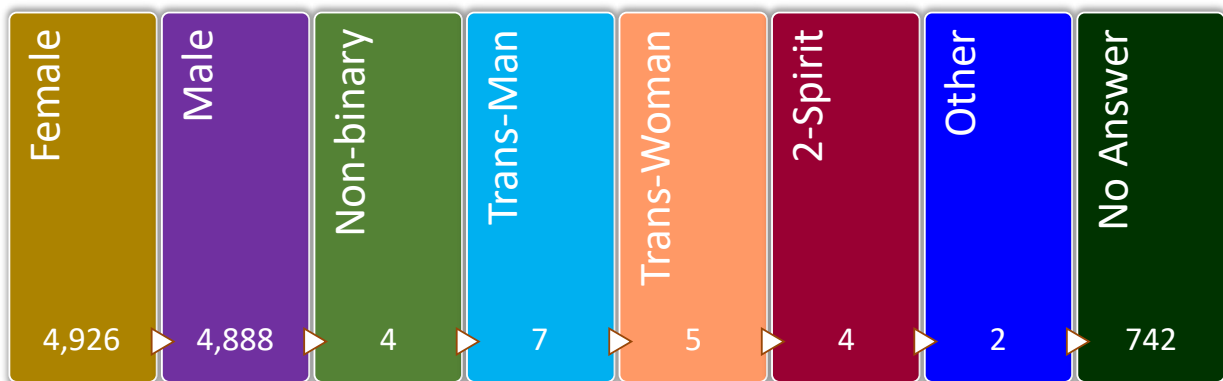 Female
4,926
Male
4,888
Non-binary
4
Trans-Man
7
Trans-Woman
5
2-Spirit
4
Other
2
No Answer
742